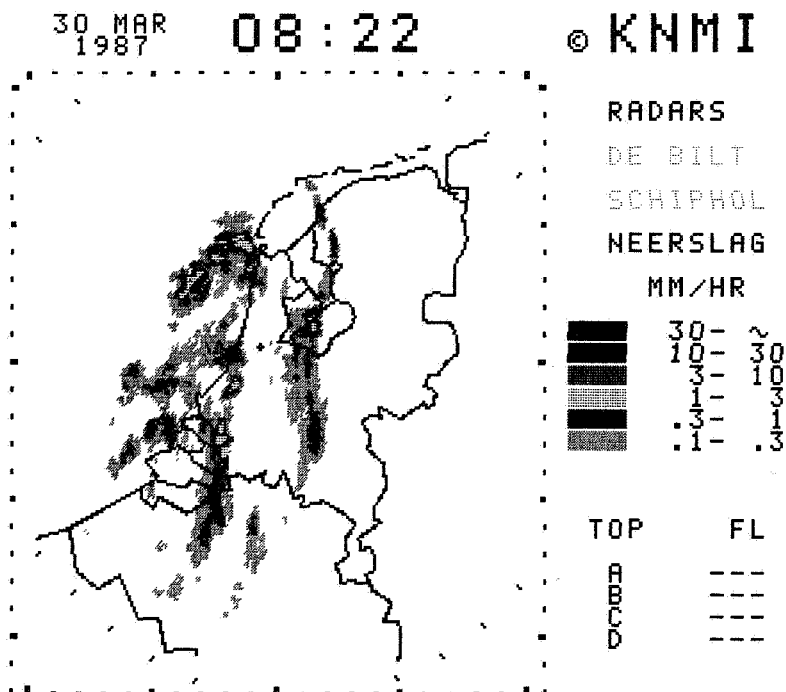 30 MAR
1987
08:22
© KNMI
RADARS
DE BILT
SCHIPHOL
NEERSLAG
MM/HR
30- ~
10- 30
3- 10
1- 3
.3- 1
.1- .3
TOP FL
A ---
B ---
C ---
D ---